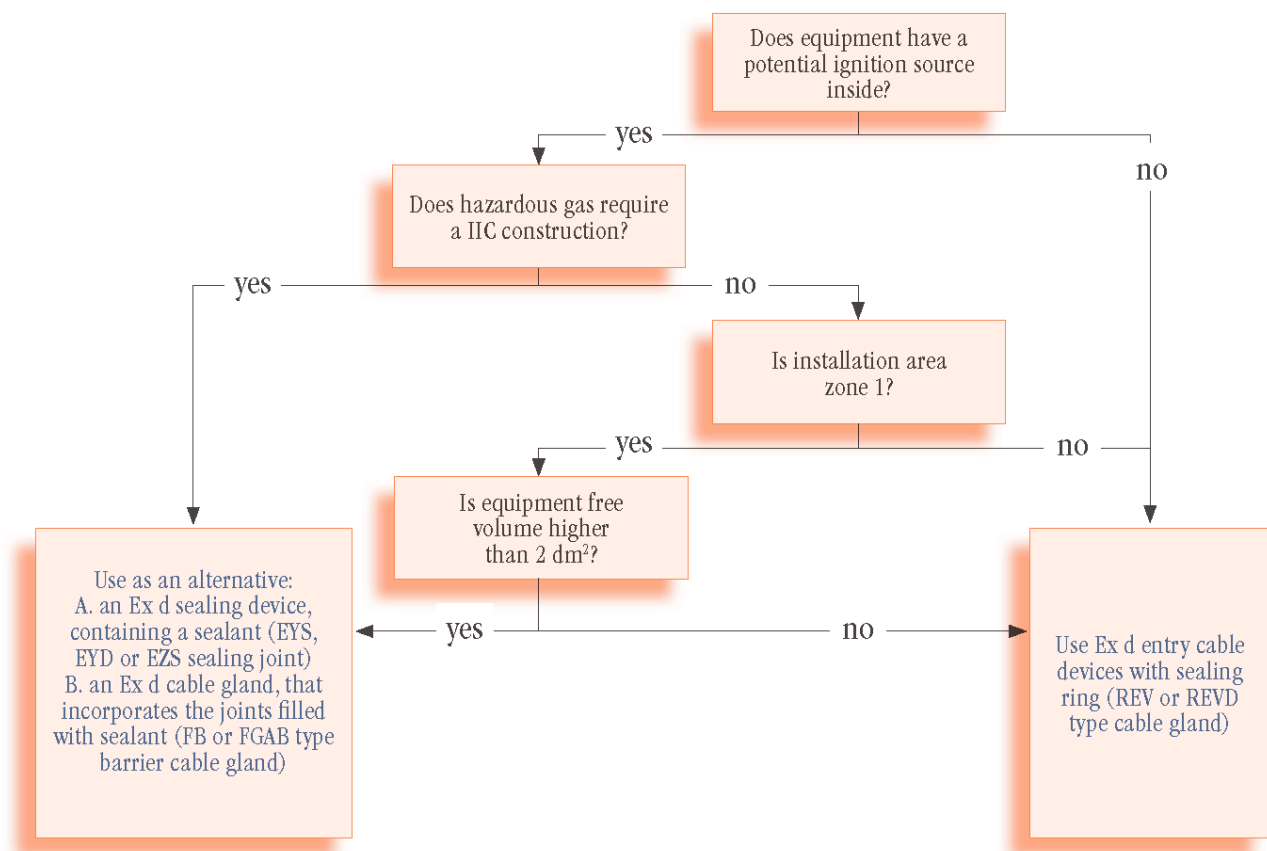 Does equipment have a
potential ignition source
inside?
yes
no
Does hazardous gas require
a IIC construction?
yes
no
Is installation area
zone 1?
yes
no
Is equipment free
volume higher
than 2 dm²?
Use as an alternative:
A. an Ex d sealing device,
containing a sealant (EYS,
EYD or EZS sealing joint)
B. an Ex d cable gland, that
incorporates the joints filled
with sealant (FB or FGAB type
barrier cable gland)
yes
no
Use Ex d entry cable
devices with sealing
ring (REV or REVD
type cable gland)